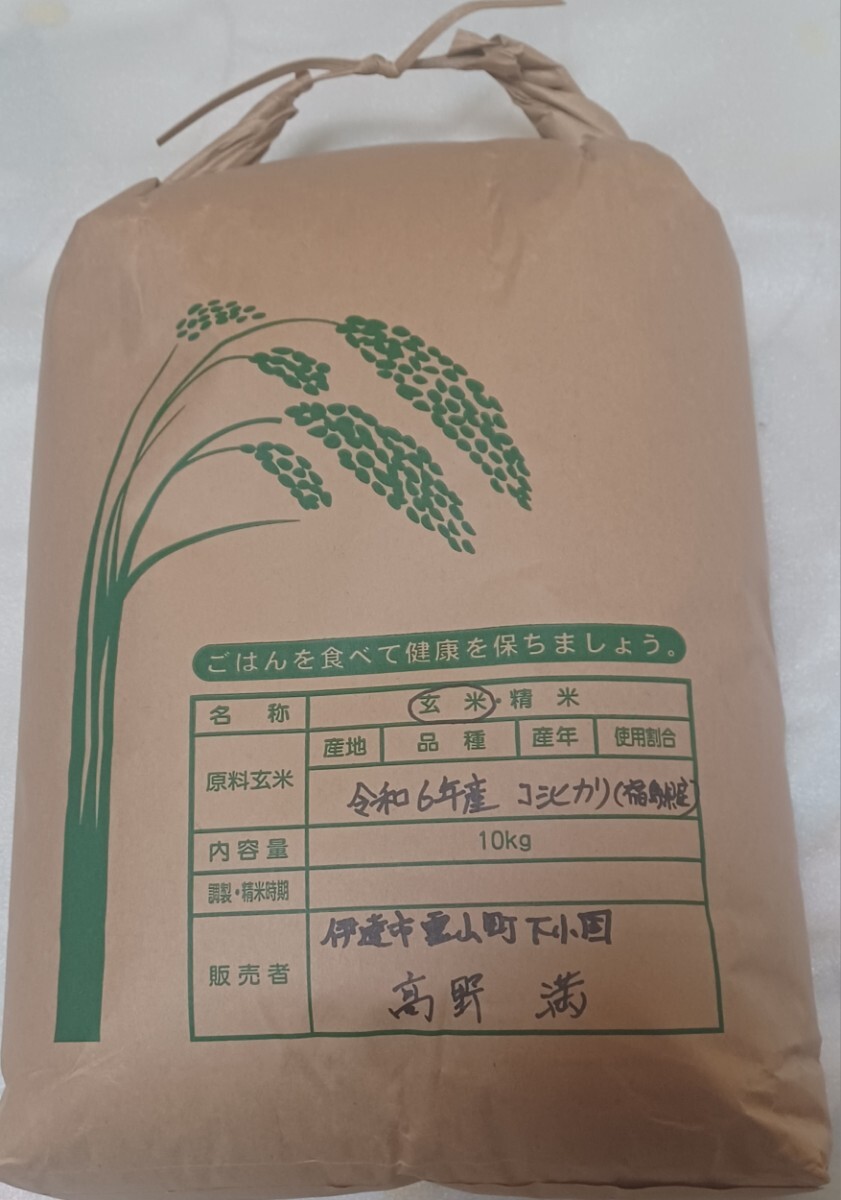 ごはんを食べて健康を保ちましょう。
名称 玄米・精米
原料玄米 産地 品種 産年 使用割合
令和6年産 コシヒカリ(福島県産)
内容量 10kg
調製・精米時期
販売者 伊達市霊山町下小国
高野 満